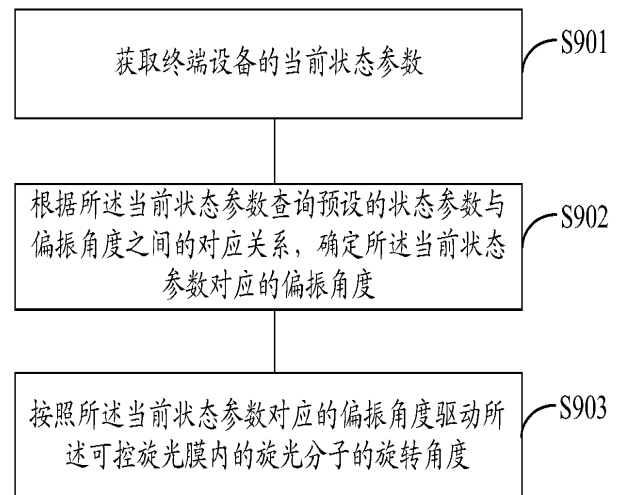 获取终端设备的当前状态参数
S901
根据所述当前状态参数查询预设的状态参数与
偏振角度之间的对应关系，确定所述当前状态
参数对应的偏振角度
S902
按照所述当前状态参数对应的偏振角度驱动所
述可控旋光膜内的旋光分子的旋转角度
S903